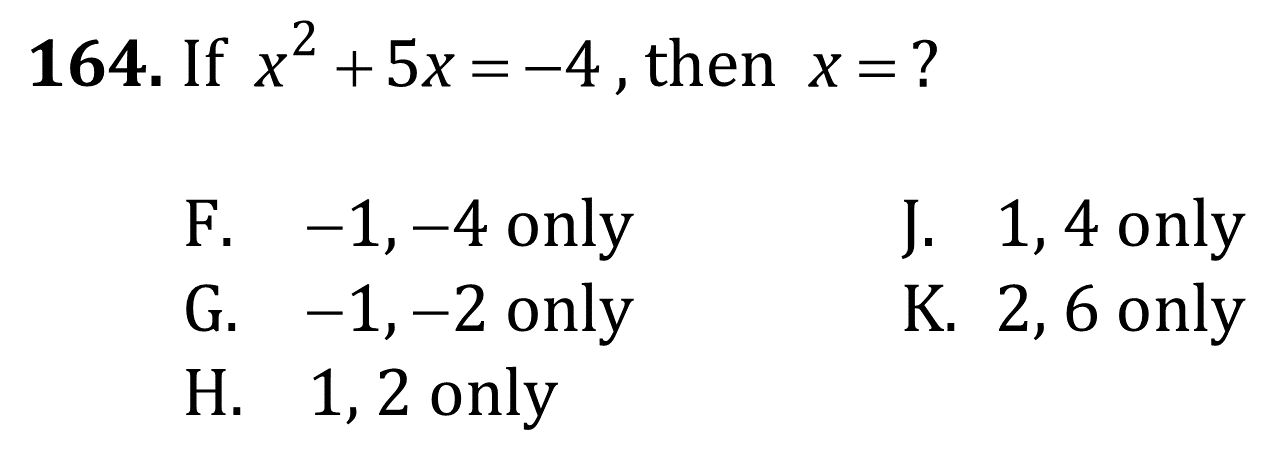 164. If x² + 5x = −4 , then x = ?
F. −1, −4 only J. 1, 4 only
G. −1, −2 only K. 2, 6 only
H. 1, 2 only